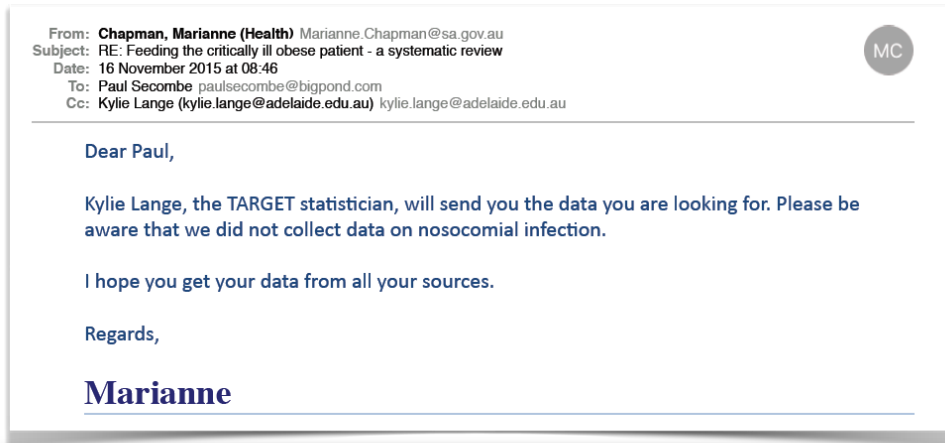 From: Chapman, Marianne (Health) Marianne.Chapman@sa.gov.au
Subject: RE: Feeding the critically ill obese patient - a systematic review
Date: 16 November 2015 at 08:46
To: Paul Secombe paulsecombe@bigpond.com
Cc: Kylie Lange (kylie.lange@adelaide.edu.au) kylie.lange@adelaide.edu.au
MC
Dear Paul,
Kylie Lange, the TARGET statistician, will send you the data you are looking for. Please be
aware that we did not collect data on nosocomial infection.
I hope you get your data from all your sources.
Regards,
Marianne